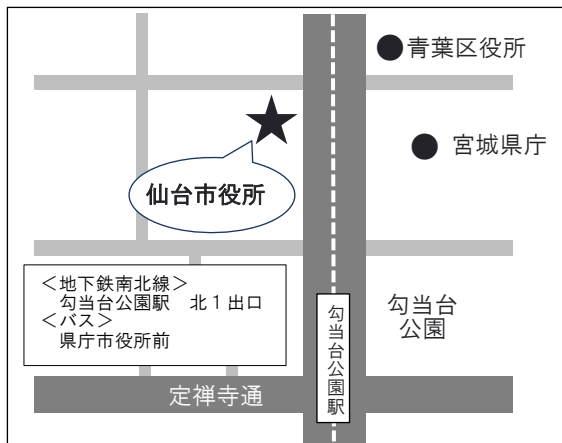 青葉区役所
宮城県庁
仙台市役所
＜地下鉄南北線＞
勾当台公園駅　北１出口
＜バス＞
県庁市役所前
勾当台公園駅
勾当台
公園
定禅寺通